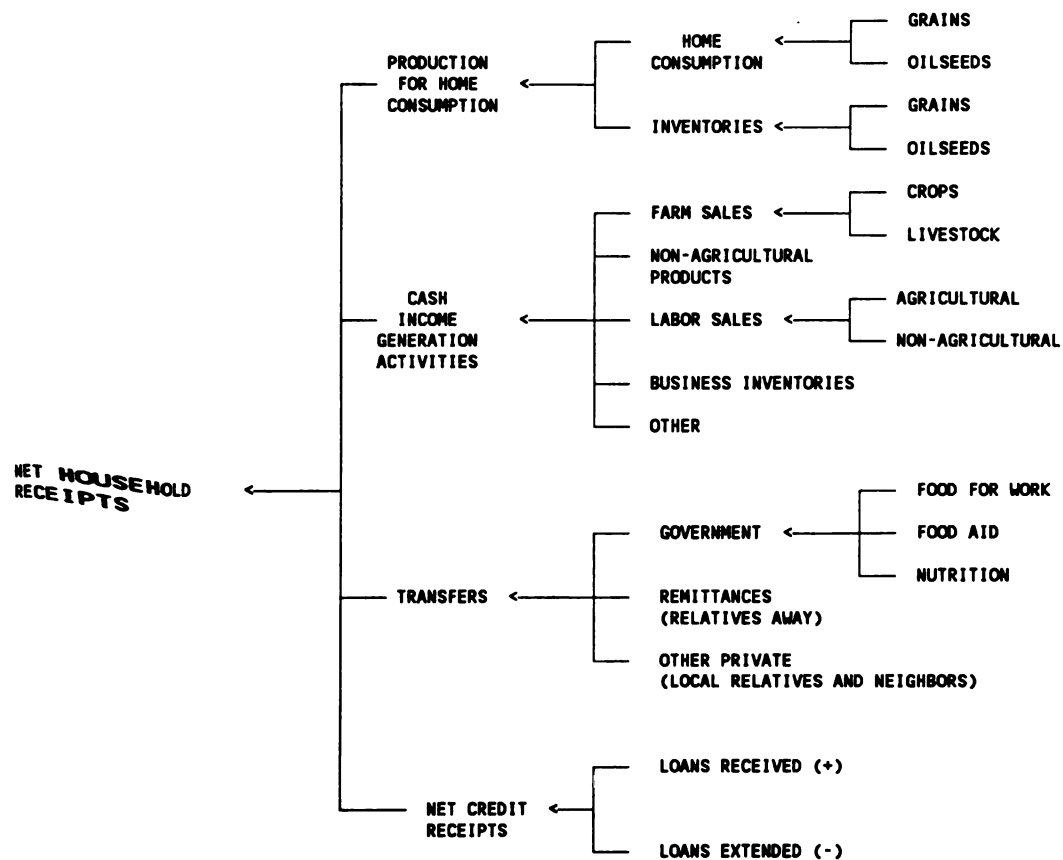 GRAINS
HOME
CONSUMPTION
OILSEEDS
PRODUCTION
FOR HOME
CONSUMPTION
GRAINS
INVENTORIES
OILSEEDS
CROPS
FARM SALES
LIVESTOCK
NON-AGRICULTURAL
PRODUCTS
CASH
INCOME
GENERATION
ACTIVITIES
AGRICULTURAL
LABOR SALES
NON-AGRICULTURAL
BUSINESS INVENTORIES
OTHER
NET HOUSEHOLD
RECEIPTS
FOOD FOR WORK
GOVERNMENT
FOOD AID
NUTRITION
TRANSFERS
REMITTANCES
(RELATIVES AWAY)
OTHER PRIVATE
(LOCAL RELATIVES AND NEIGHBORS)
LOANS RECEIVED (+)
NET CREDIT
RECEIPTS
LOANS EXTENDED (-)